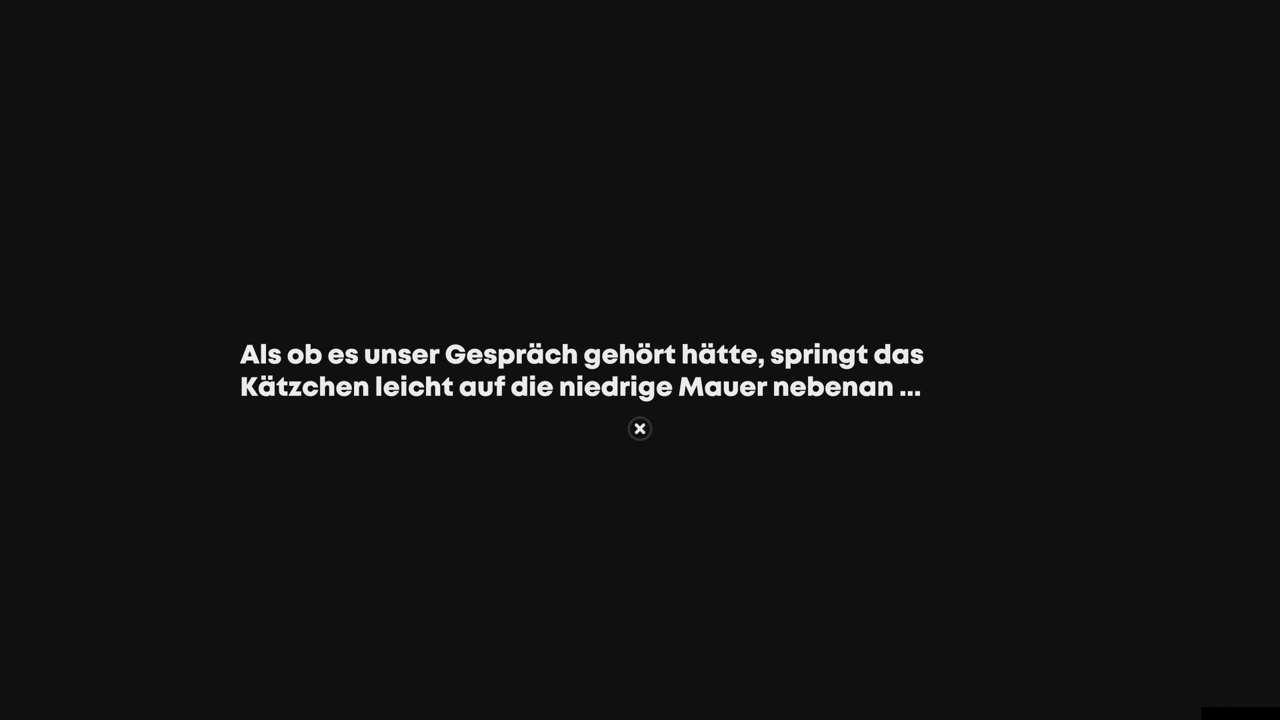 Als ob es unser Gespräch gehört hätte, springt das
Kätzchen leicht auf die niedrige Mauer nebenan ...